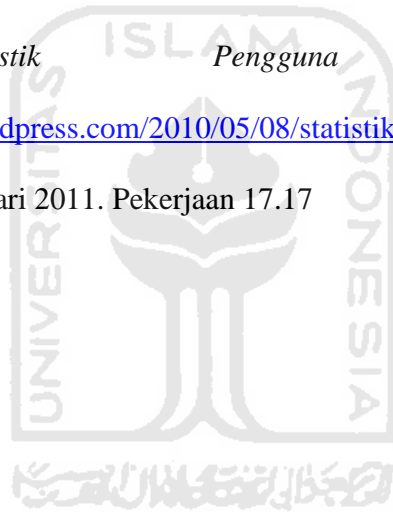 stik Pengguna
dpress.com/2010/05/08/statistik
ari 2011. Pekerjaan 17.17
ISLAM
UNIVERSITAS
INDONESIA